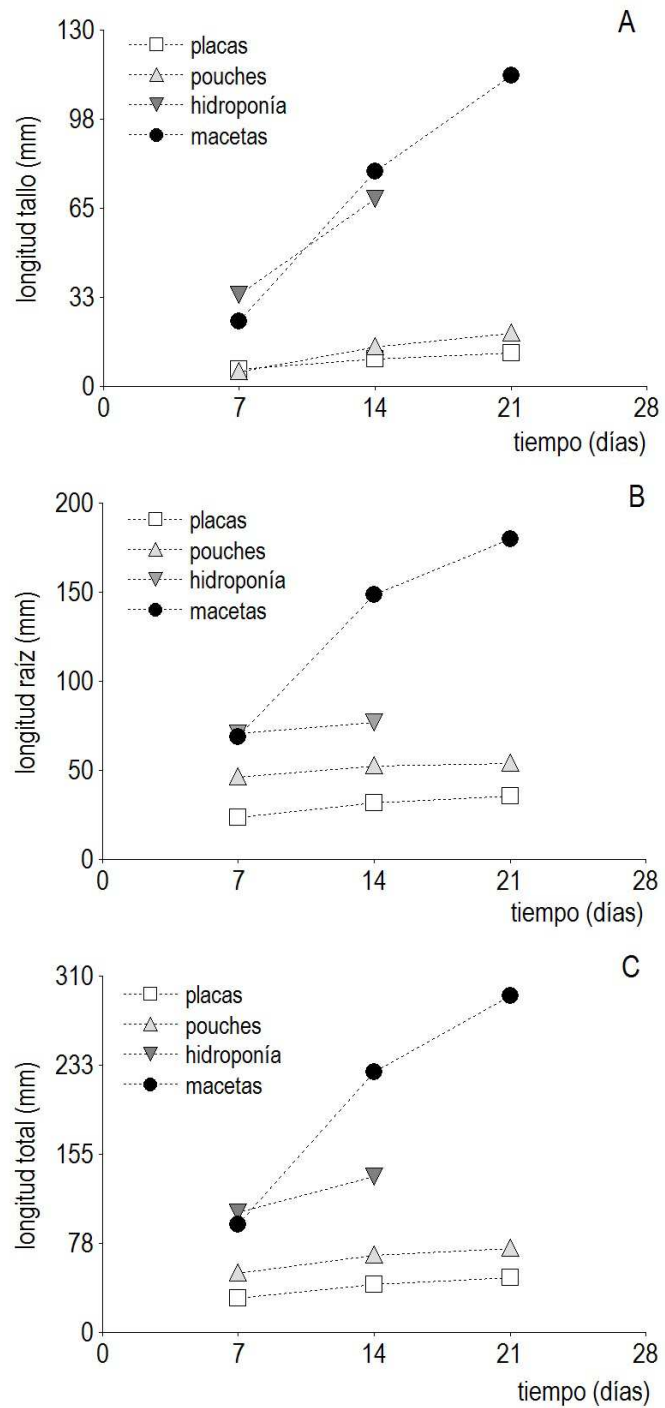 A
130
98
65
33
0
longitud tallo (mm)
placas
pouches
hidroponía
macetas
0 7 14 21 28
tiempo (días)
B
200
150
100
50
0
longitud raíz (mm)
placas
pouches
hidroponía
macetas
0 7 14 21 28
tiempo (días)
C
310
233
155
78
0
longitud total (mm)
placas
pouches
hidroponía
macetas
0 7 14 21 28
tiempo (días)